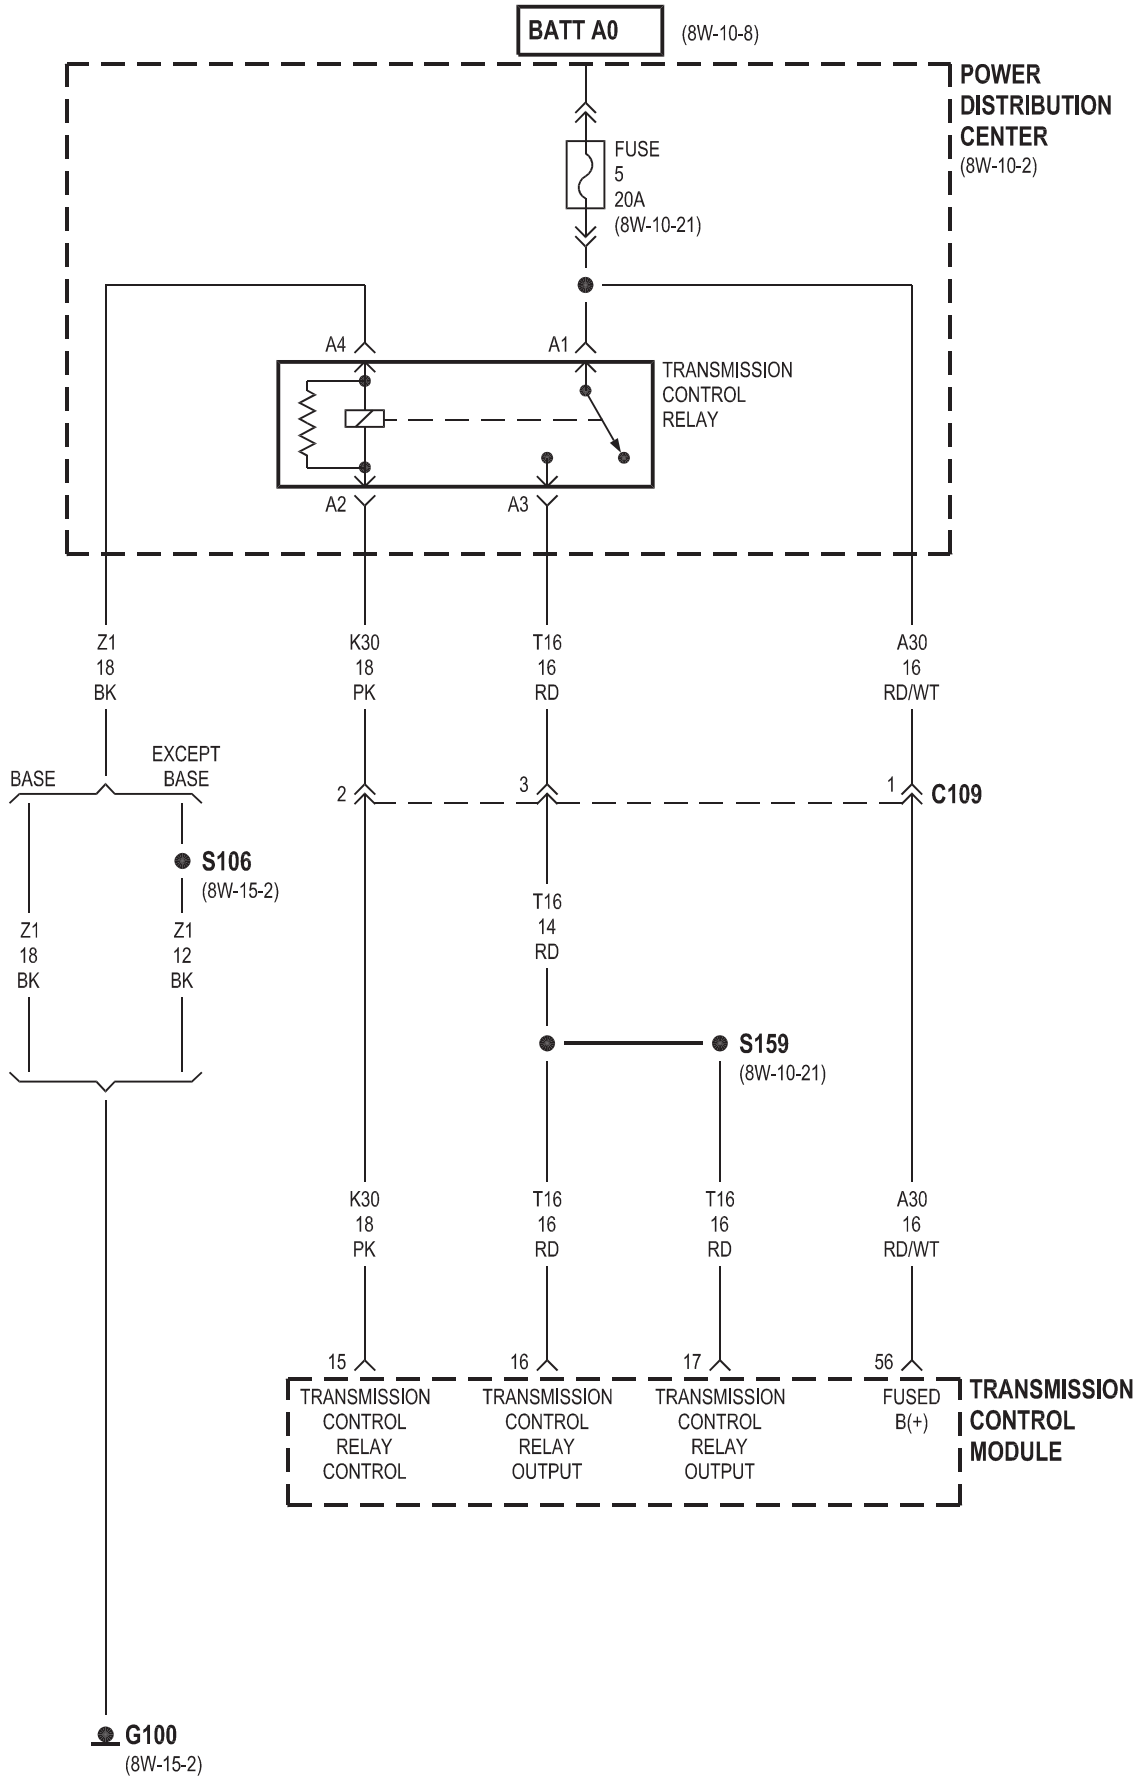 BATT A0
(8W-10-8)
POWER
DISTRIBUTION
CENTER
(8W-10-2)
FUSE
5
20A
(8W-10-21)
A4
A1
TRANSMISSION
CONTROL
RELAY
A2
A3
Z1
18
BK
K30
18
PK
T16
16
RD
A30
16
RD/WT
BASE
EXCEPT
BASE
2
3
1
C109
S106
(8W-15-2)
Z1
18
BK
Z1
12
BK
T16
14
RD
S159
(8W-10-21)
K30
18
PK
T16
16
RD
T16
16
RD
A30
16
RD/WT
15
16
17
56
TRANSMISSION
CONTROL
RELAY
CONTROL
TRANSMISSION
CONTROL
RELAY
OUTPUT
TRANSMISSION
CONTROL
RELAY
OUTPUT
FUSED
B(+)
TRANSMISSION
CONTROL
MODULE
G100
(8W-15-2)